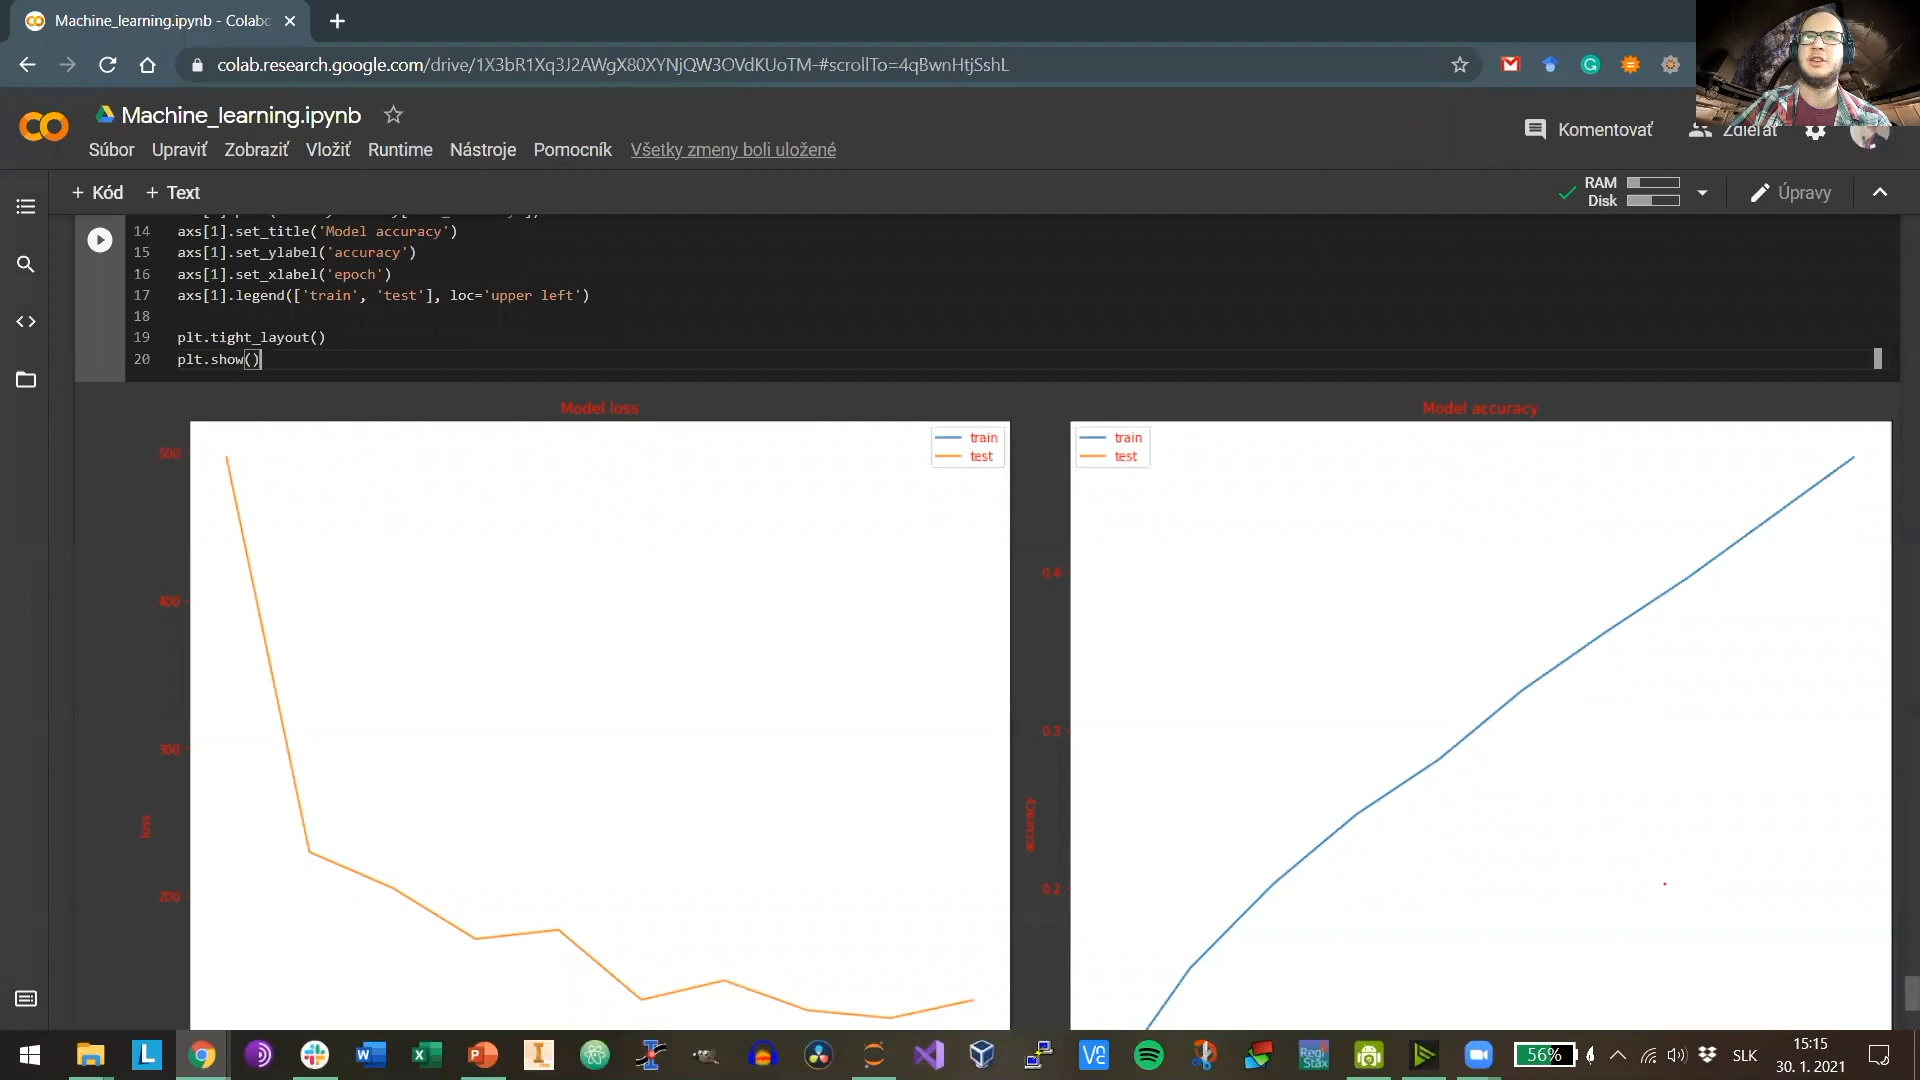 Machine_learning.ipynb - Colabc
colab.research.google.com/drive/1X3bR1Xq3J2AWgX80XYNjQW3OVdKUoTM-#scrollTo=4qBwnHtjSshL
Machine_learning.ipynb
Komentovať
Zdieľať
Súbor Upraviť Zobraziť Vložiť Runtime Nástroje Pomocník Všetky zmeny boli uložené
+ Kód + Text
RAM
Disk
Úpravy
14 axs[1].set_title('Model accuracy')
15 axs[1].set_ylabel('accuracy')
16 axs[1].set_xlabel('epoch')
17 axs[1].legend(['train', 'test'], loc='upper left')
18
19 plt.tight_layout()
20 plt.show()
Model loss
train
test
500
400
300
200
loss
Model accuracy
train
test
0.4
0.3
0.2
accuracy
56%
SLK
15:15
30. 1. 2021